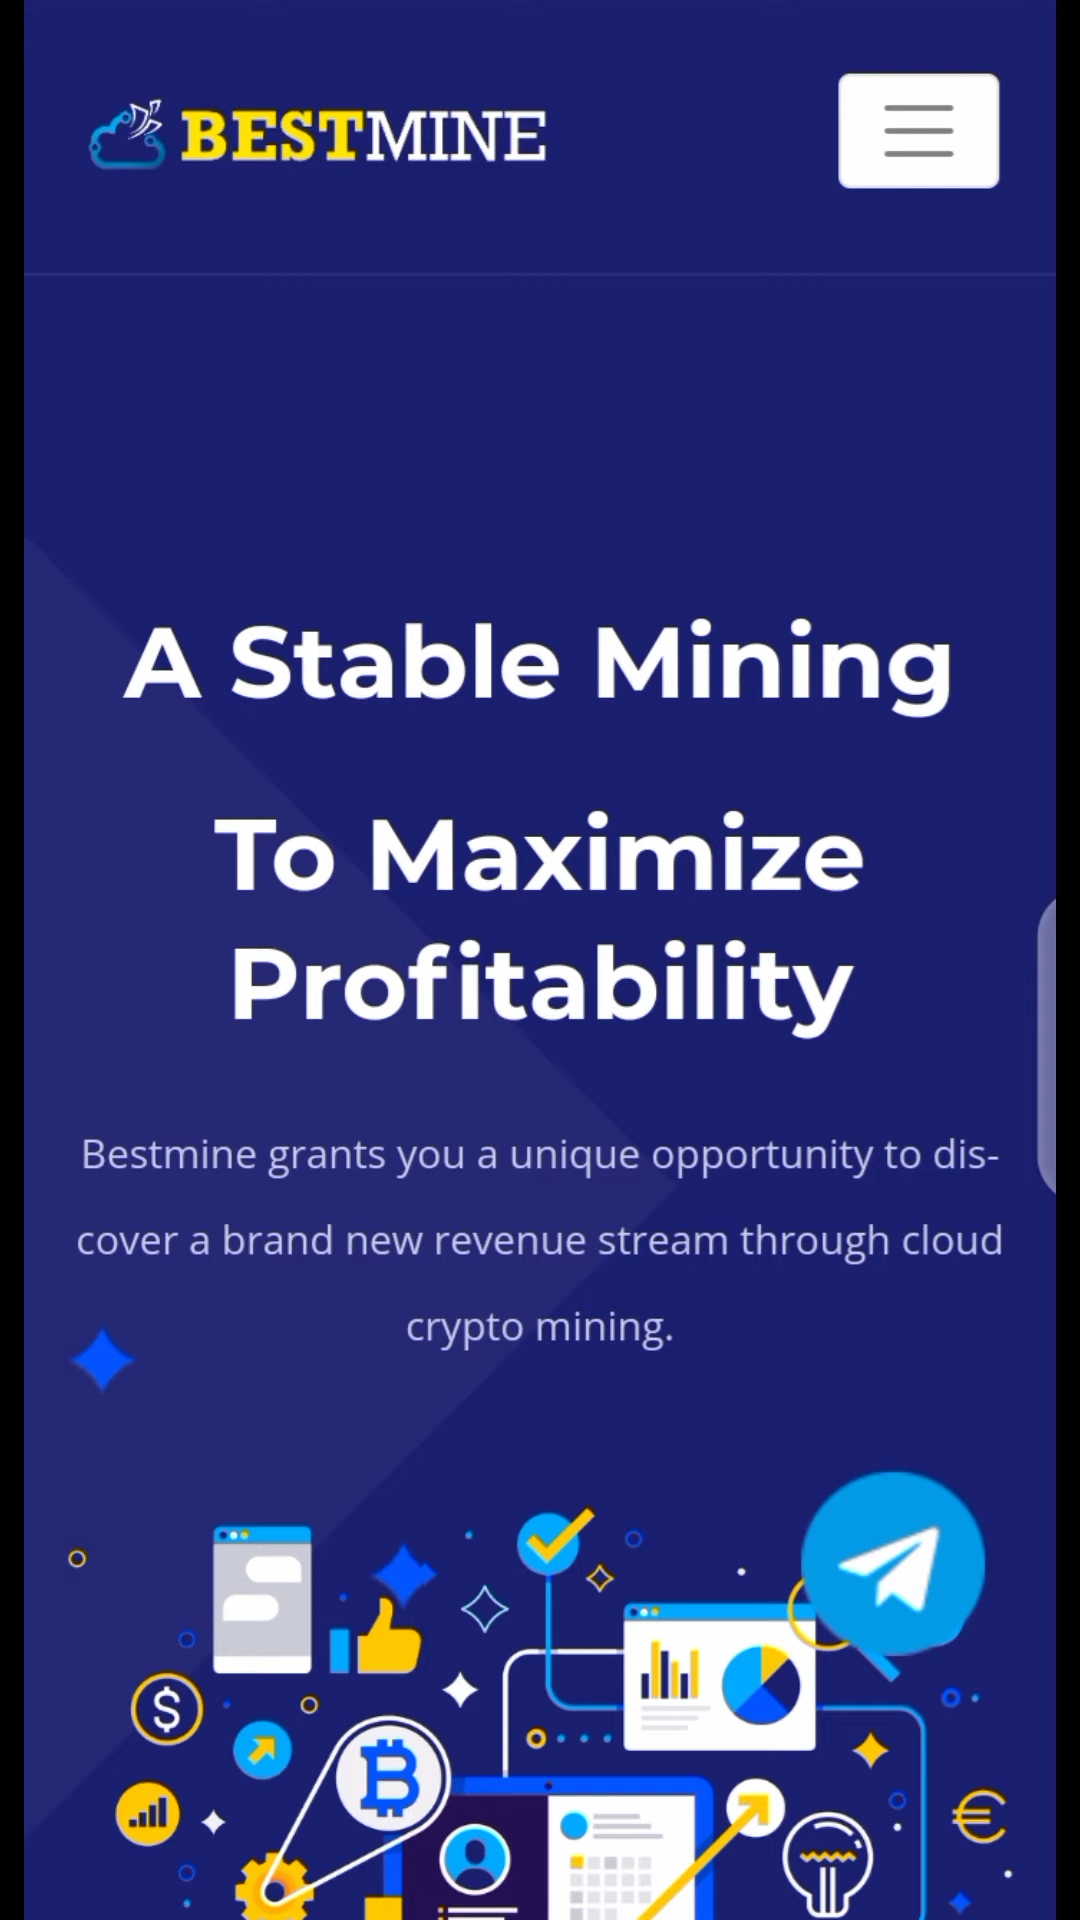 BESTMINE
A Stable Mining
To Maximize
Profitability
Bestmine grants you a unique opportunity to dis-
cover a brand new revenue stream through cloud
crypto mining.